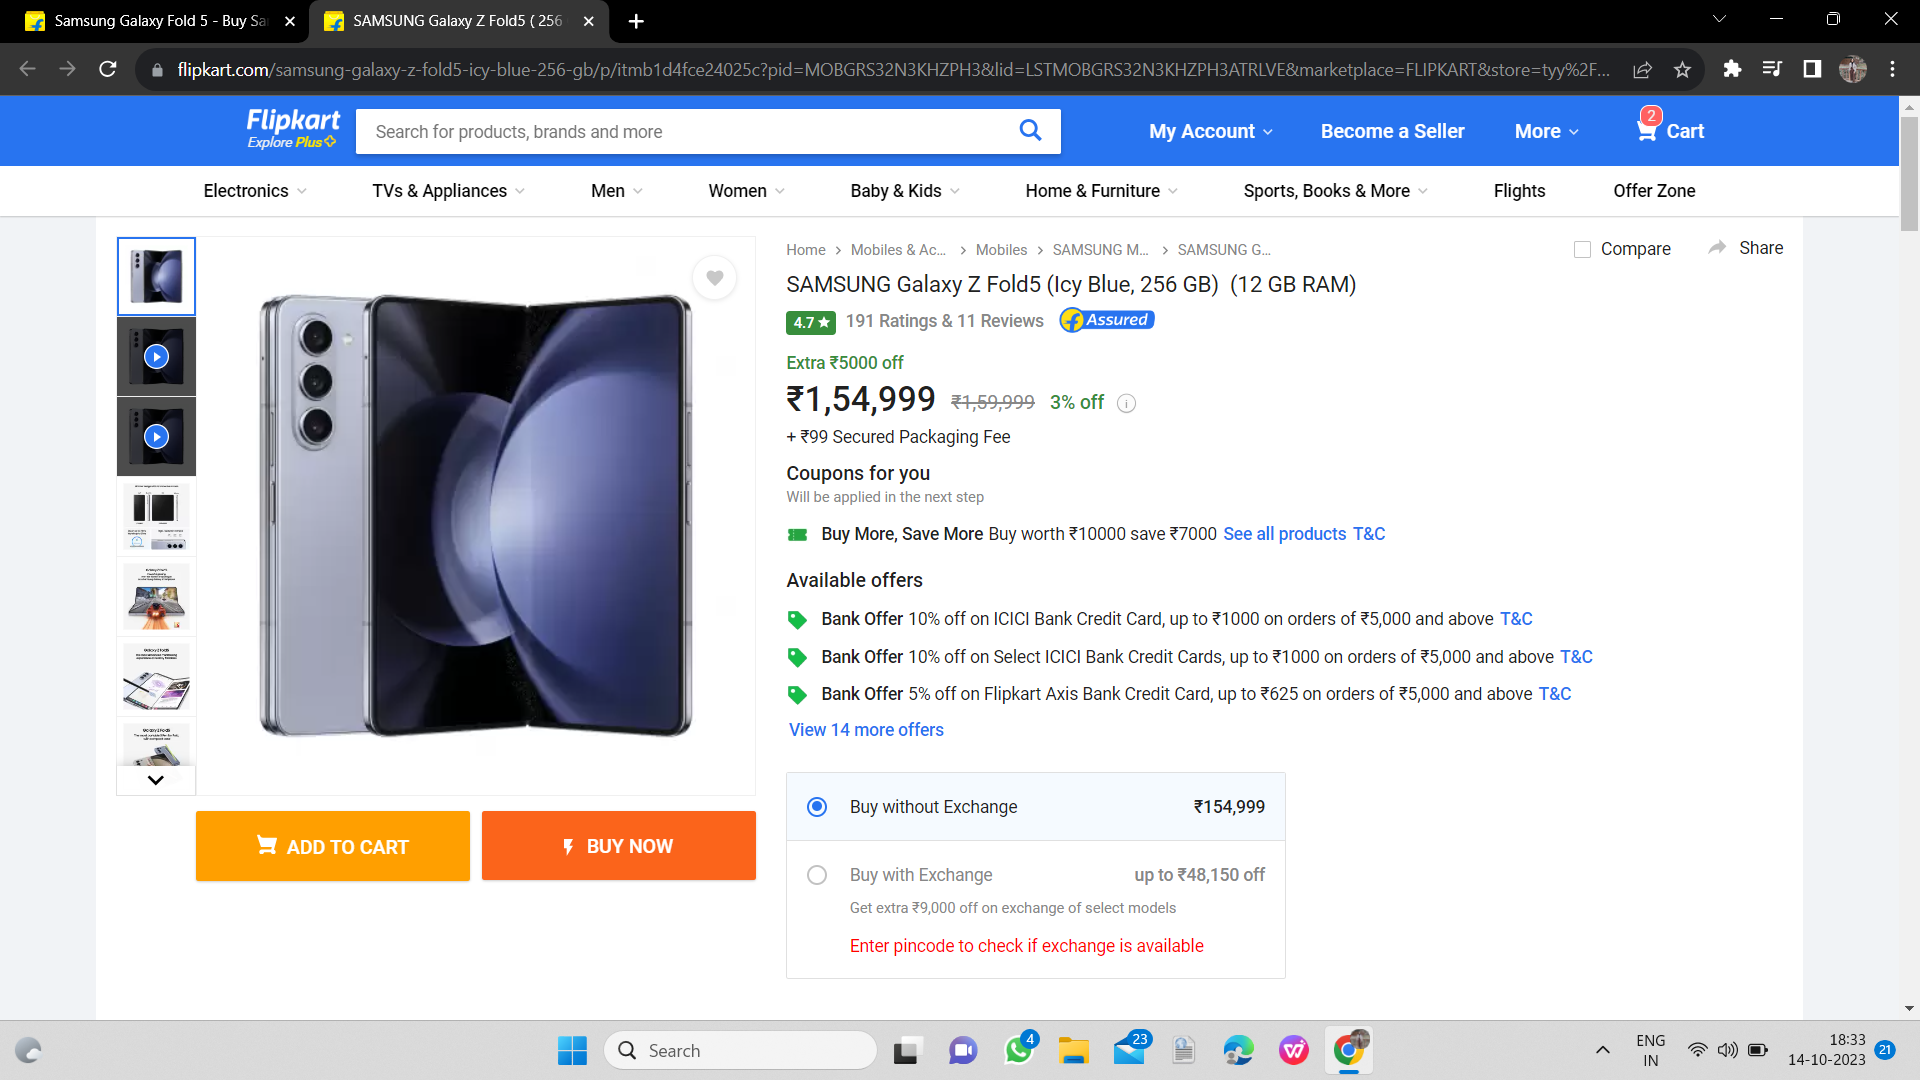 Samsung Galaxy Fold 5 - Buy Sa
SAMSUNG Galaxy Z Fold5 ( 256
flipkart.com/samsung-galaxy-z-fold5-icy-blue-256-gb/p/itmb1d4fce24025c?pid=MOBGRS32N3KHZPH3&lid=LSTMOBGRS32N3KHZPH3ATRLVE&marketplace=FLIPKART&store=tyy%2F...
Flipkart
Explore Plus
Search for products, brands and more
My Account
Become a Seller
More
2
Cart
Electronics
TVs & Appliances
Men
Women
Baby & Kids
Home & Furniture
Sports, Books & More
Flights
Offer Zone
Home > Mobiles & Ac... > Mobiles > SAMSUNG M... > SAMSUNG G...
Compare
Share
SAMSUNG Galaxy Z Fold5 (Icy Blue, 256 GB) (12 GB RAM)
4.7★ 191 Ratings & 11 Reviews f Assured
Extra ₹5000 off
₹1,54,999 ₹1,59,999 3% off i
+ ₹99 Secured Packaging Fee
Coupons for you
Will be applied in the next step
Buy More, Save More Buy worth ₹10000 save ₹7000 See all products T&C
Available offers
Bank Offer 10% off on ICICI Bank Credit Card, up to ₹1000 on orders of ₹5,000 and above T&C
Bank Offer 10% off on Select ICICI Bank Credit Cards, up to ₹1000 on orders of ₹5,000 and above T&C
Bank Offer 5% off on Flipkart Axis Bank Credit Card, up to ₹625 on orders of ₹5,000 and above T&C
View 14 more offers
Buy without Exchange ₹154,999
Buy with Exchange up to ₹48,150 off
Get extra ₹9,000 off on exchange of select models
Enter pincode to check if exchange is available
ADD TO CART
BUY NOW
Search
4
23
ENG
IN
18:33
14-10-2023
21